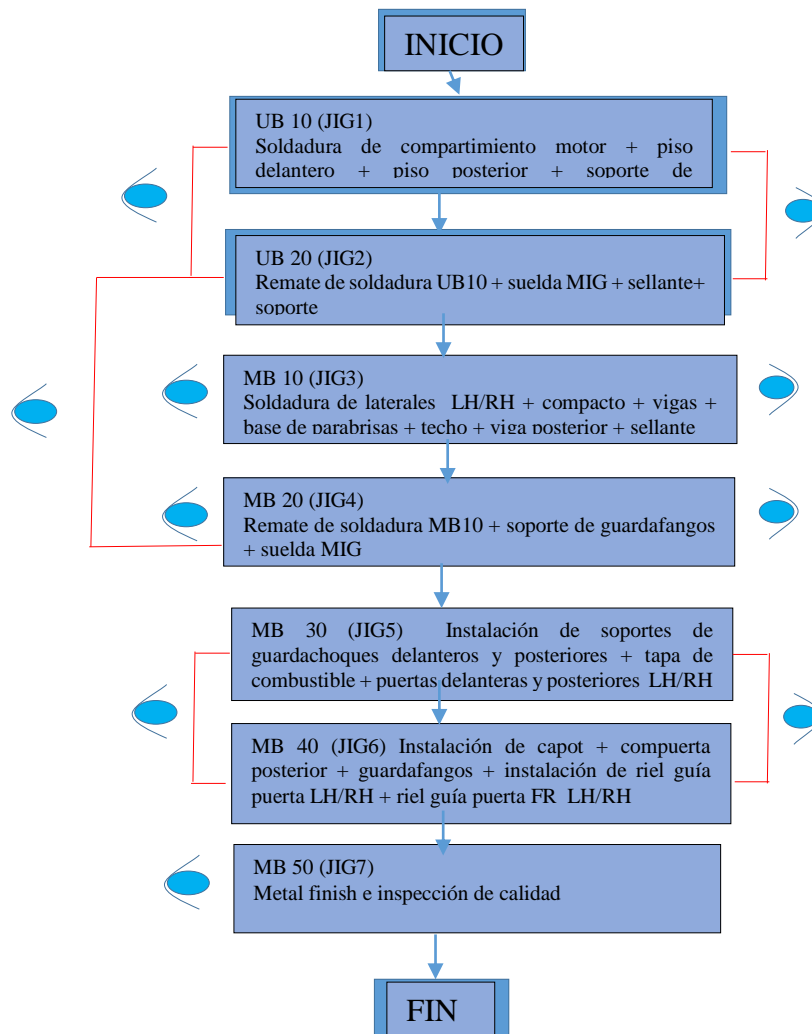 INICIO
UB 10 (JIG1)
Soldadura de compartimiento motor + piso
delantero + piso posterior + soporte de
UB 20 (JIG2)
Remate de soldadura UB10 + suelda MIG + sellante+
soporte
MB 10 (JIG3)
Soldadura de laterales LH/RH + compacto + vigas +
base de parabrisas + techo + viga posterior + sellante
MB 20 (JIG4)
Remate de soldadura MB10 + soporte de guardafangos
+ suelda MIG
MB 30 (JIG5) Instalación de soportes de
guardachoques delanteros y posteriores + tapa de
combustible + puertas delanteras y posteriores LH/RH
MB 40 (JIG6) Instalación de capot + compuerta
posterior + guardafangos + instalación de riel guía
puerta LH/RH + riel guía puerta FR LH/RH
MB 50 (JIG7)
Metal finish e inspección de calidad
FIN